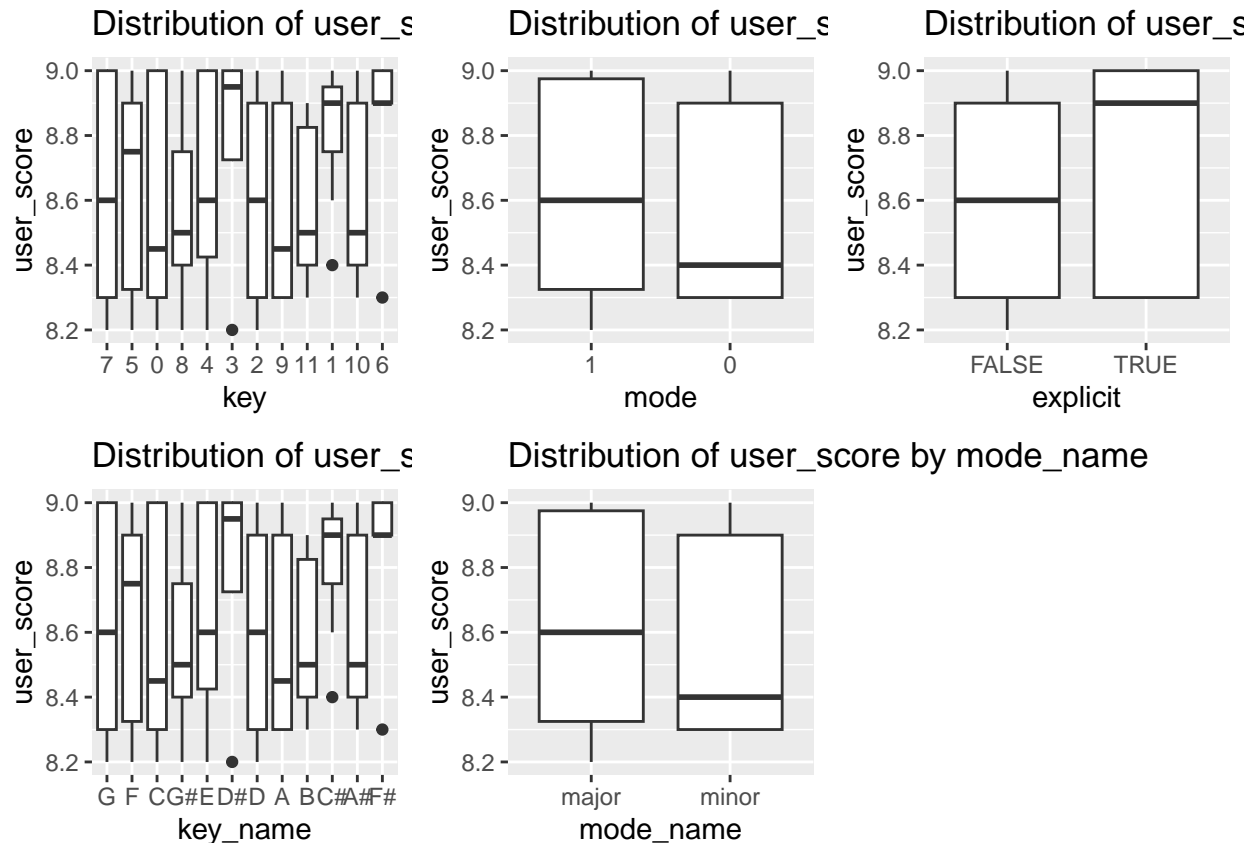 Distribution of user_s
9.0
8.8
8.6
8.4
8.2
user_score
7 5 0 8 4 3 2 9 11 1 10 6
key
Distribution of user_s
9.0
8.8
8.6
8.4
8.2
user_score
1 0
mode
Distribution of user_s
9.0
8.8
8.6
8.4
8.2
user_score
FALSE TRUE
explicit
Distribution of user_s
9.0
8.8
8.6
8.4
8.2
user_score
G F C G# E D# D A B C# A# F#
key_name
Distribution of user_score by mode_name
9.0
8.8
8.6
8.4
8.2
user_score
major minor
mode_name